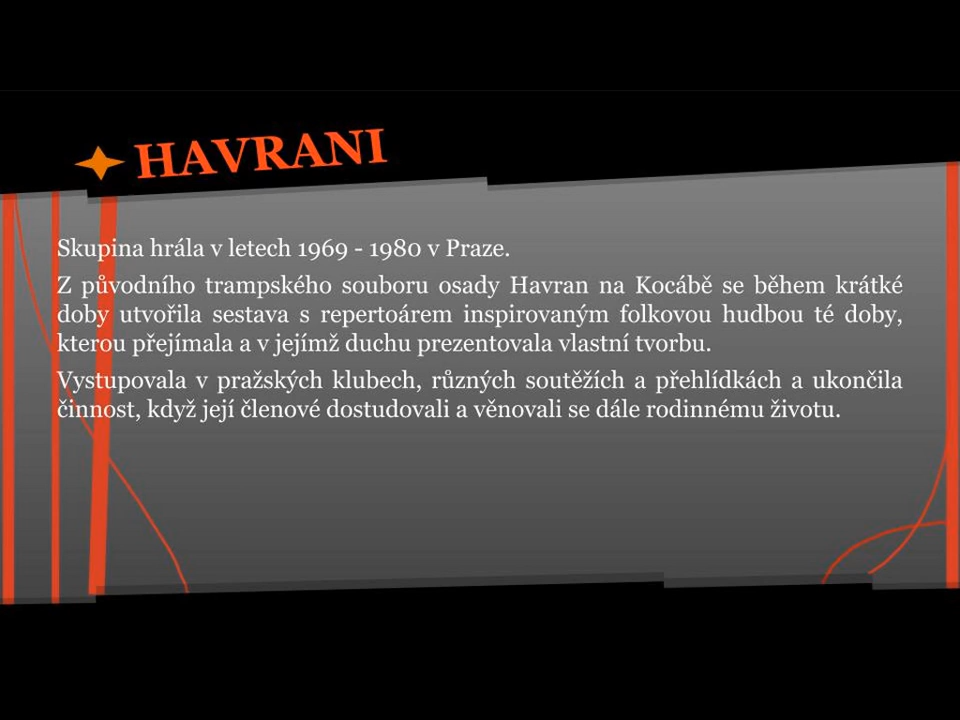 HAVRANI
Skupina hrála v letech 1969 - 1980 v Praze.
Z původního trampského souboru osady Havran na Kocábě se během krátké
doby utvořila sestava s repertoárem inspirovaným folkovou hudbou té doby,
kterou přejímala a v jejímž duchu prezentovala vlastní tvorbu.
Vystupovala v pražských klubech, různých soutěžích a přehlídkách a ukončila
činnost, když její členové dostudovali a věnovali se dále rodinnému životu.